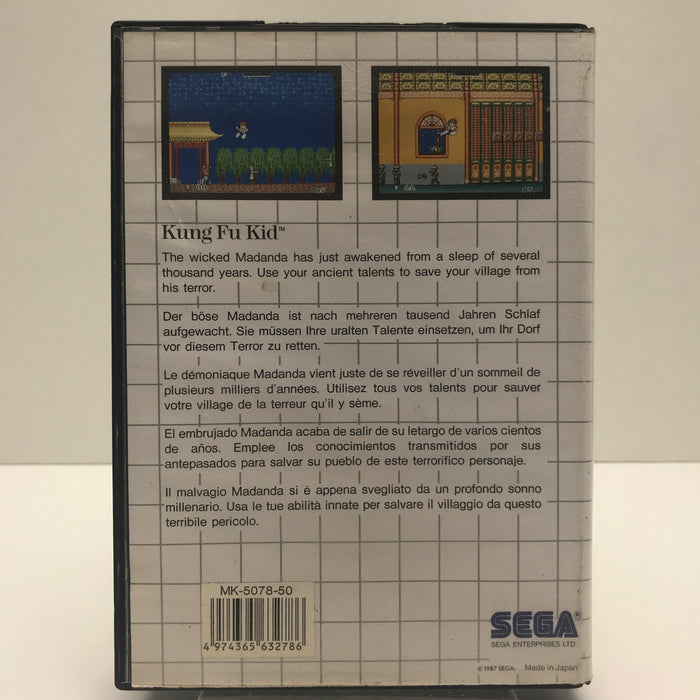 Kung Fu Kid™
The wicked Madanda has just awakened from a sleep of several
thousand years. Use your ancient talents to save your village from
his terror.
Der böse Madanda ist nach mehreren tausend Jahren Schlaf
aufgewacht. Sie müssen Ihre uralten Talente einsetzen, um Ihr Dorf
vor diesem Terror zu retten.
Le démoniaque Madanda vient juste de se réveiller d'un sommeil de
plusieurs milliers d'années. Utilisez tous vos talents pour sauver
votre village de la terreur qu'il y sème.
El embrujado Madanda acaba de salir de su letargo de varios cientos
de años. Emplee los conocimientos transmitidos por sus
antepasados para salvar su pueblo de este terrorifico personaje.
Il malvagio Madanda si è appena svegliato da un profondo sonno
millenario. Usa le tue abilità innate per salvare il villaggio da questo
terribile pericolo.
MK-5078-50
4 974365 632786
SEGA®
SEGA ENTERPRISES LTD.
© 1987 SEGA. Made in Japan